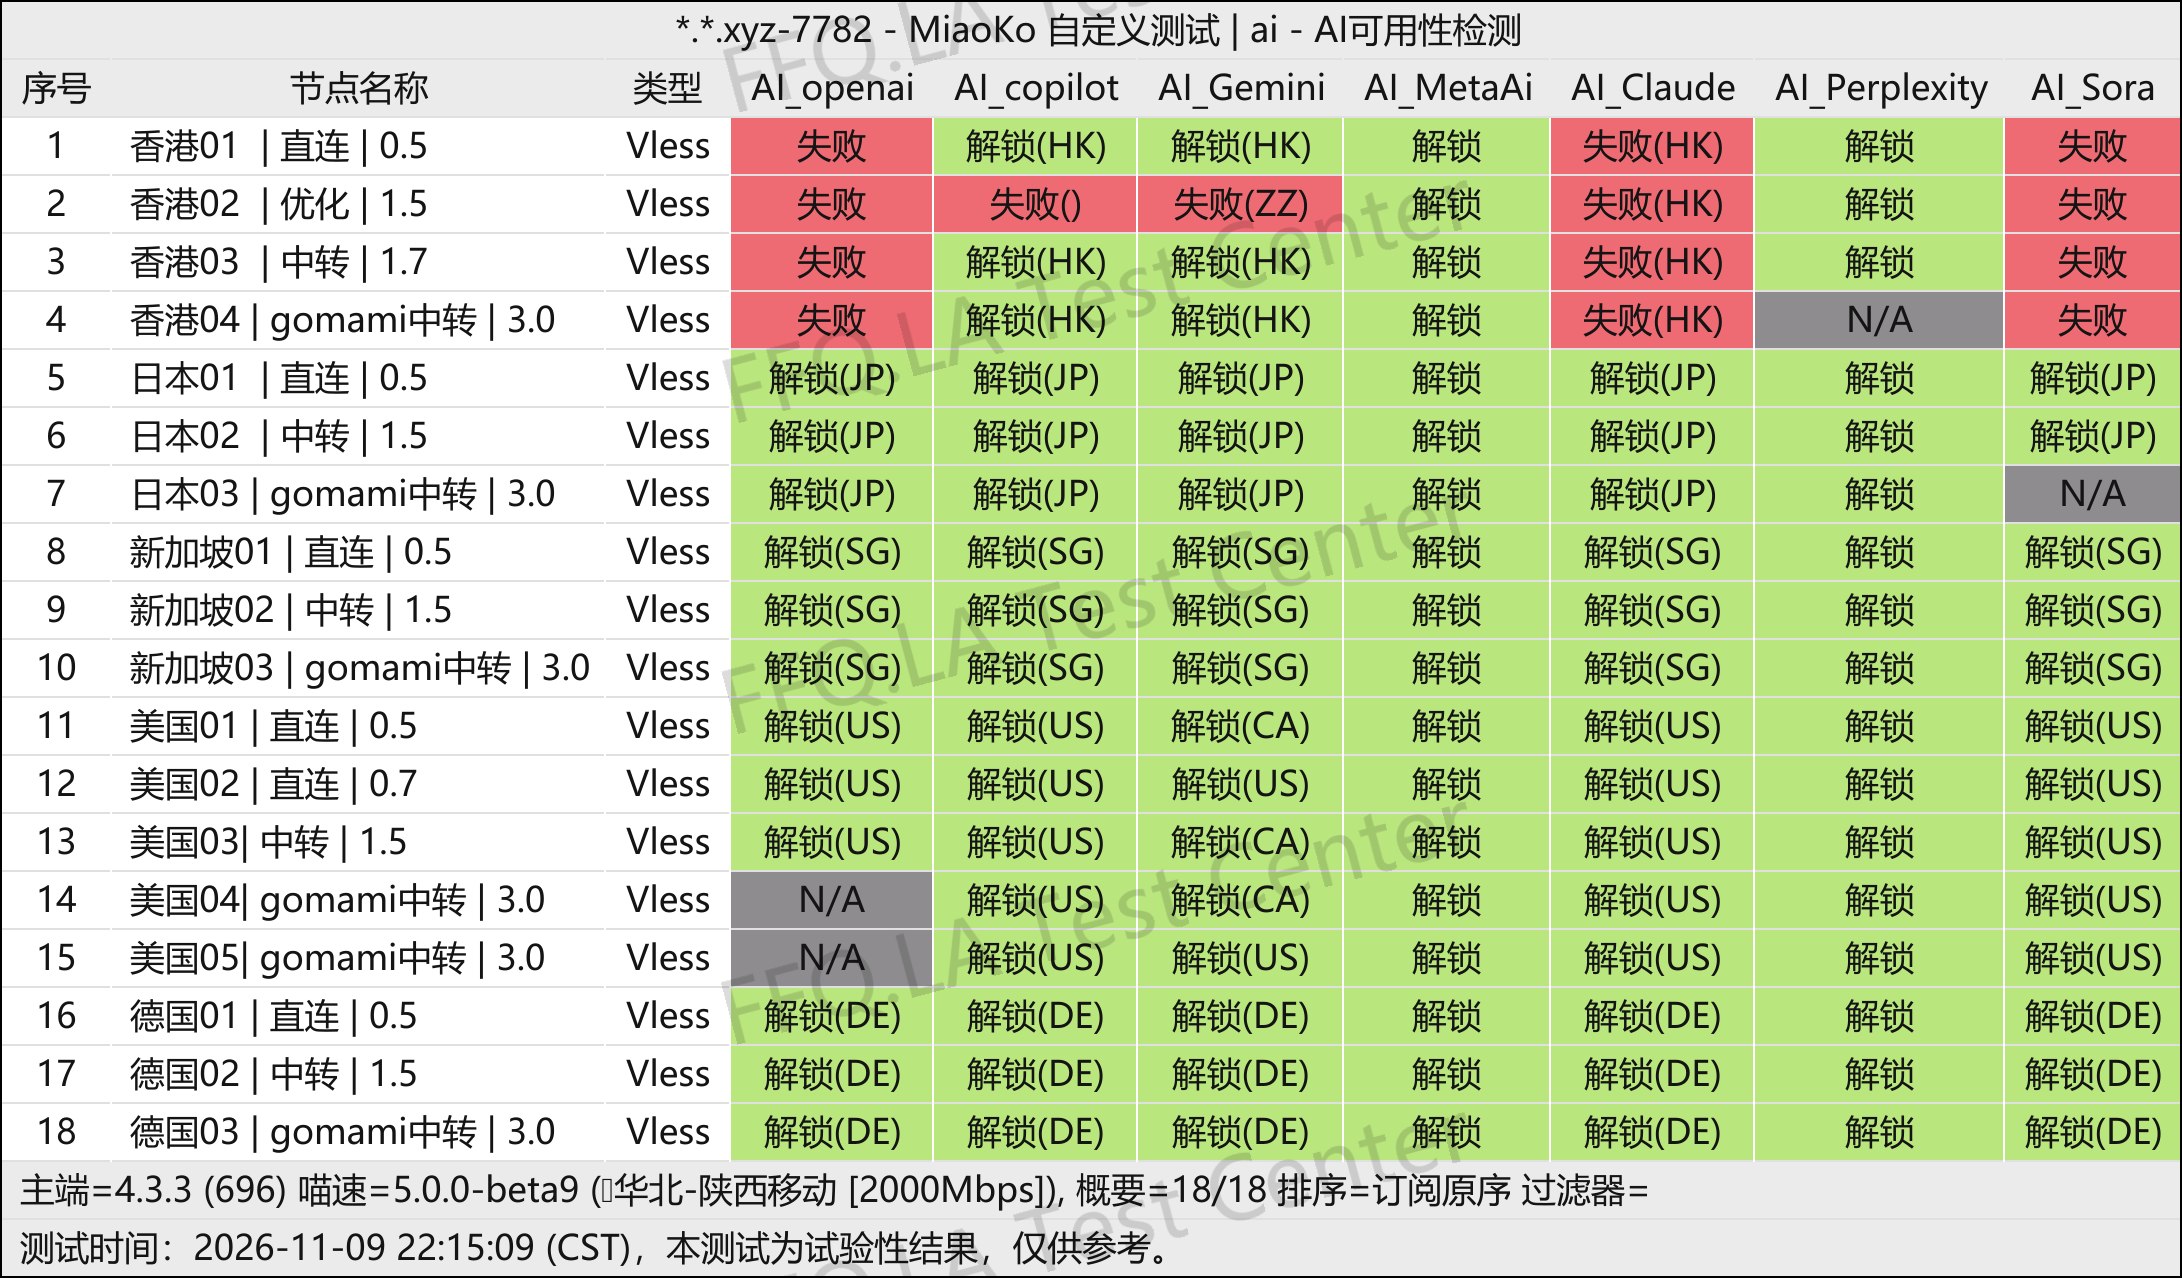 *.*.xyz-7782 - MiaoKo 自定义测试 | ai - AI可用性检测
序号 节点名称 类型 AI_openai AI_copilot AI_Gemini AI_MetaAi AI_Claude AI_Perplexity AI_Sora
1 香港01 | 直连 | 0.5 Vless 失败 解锁(HK) 解锁(HK) 解锁 失败(HK) 解锁 失败
2 香港02 | 优化 | 1.5 Vless 失败 失败() 失败(ZZ) 解锁 失败(HK) 解锁 失败
3 香港03 | 中转 | 1.7 Vless 失败 解锁(HK) 解锁(HK) 解锁 失败(HK) 解锁 失败
4 香港04 | gomami中转 | 3.0 Vless 失败 解锁(HK) 解锁(HK) 解锁 失败(HK) N/A 失败
5 日本01 | 直连 | 0.5 Vless 解锁(JP) 解锁(JP) 解锁(JP) 解锁 解锁(JP) 解锁 解锁(JP)
6 日本02 | 中转 | 1.5 Vless 解锁(JP) 解锁(JP) 解锁(JP) 解锁 解锁(JP) 解锁 解锁(JP)
7 日本03 | gomami中转 | 3.0 Vless 解锁(JP) 解锁(JP) 解锁(JP) 解锁 解锁(JP) 解锁 N/A
8 新加坡01 | 直连 | 0.5 Vless 解锁(SG) 解锁(SG) 解锁(SG) 解锁 解锁(SG) 解锁 解锁(SG)
9 新加坡02 | 中转 | 1.5 Vless 解锁(SG) 解锁(SG) 解锁(SG) 解锁 解锁(SG) 解锁 解锁(SG)
10 新加坡03 | gomami中转 | 3.0 Vless 解锁(SG) 解锁(SG) 解锁(SG) 解锁 解锁(SG) 解锁 解锁(SG)
11 美国01 | 直连 | 0.5 Vless 解锁(US) 解锁(US) 解锁(CA) 解锁 解锁(US) 解锁 解锁(US)
12 美国02 | 直连 | 0.7 Vless 解锁(US) 解锁(US) 解锁(US) 解锁 解锁(US) 解锁 解锁(US)
13 美国03| 中转 | 1.5 Vless 解锁(US) 解锁(US) 解锁(CA) 解锁 解锁(US) 解锁 解锁(US)
14 美国04| gomami中转 | 3.0 Vless N/A 解锁(US) 解锁(CA) 解锁 解锁(US) 解锁 解锁(US)
15 美国05| gomami中转 | 3.0 Vless N/A 解锁(US) 解锁(US) 解锁 解锁(US) 解锁 解锁(US)
16 德国01 | 直连 | 0.5 Vless 解锁(DE) 解锁(DE) 解锁(DE) 解锁 解锁(DE) 解锁 解锁(DE)
17 德国02 | 中转 | 1.5 Vless 解锁(DE) 解锁(DE) 解锁(DE) 解锁 解锁(DE) 解锁 解锁(DE)
18 德国03 | gomami中转 | 3.0 Vless 解锁(DE) 解锁(DE) 解锁(DE) 解锁 解锁(DE) 解锁 解锁(DE)
主端=4.3.3 (696) 喵速=5.0.0-beta9 (华北-陕西移动 [2000Mbps]), 概要=18/18 排序=订阅原序 过滤器=
测试时间：2026-11-09 22:15:09 (CST)，本测试为试验性结果，仅供参考。
FFQ.LA Test Center
FFQ.LA Test Center
FFQ.LA Test Center
FFQ.LA Test Center